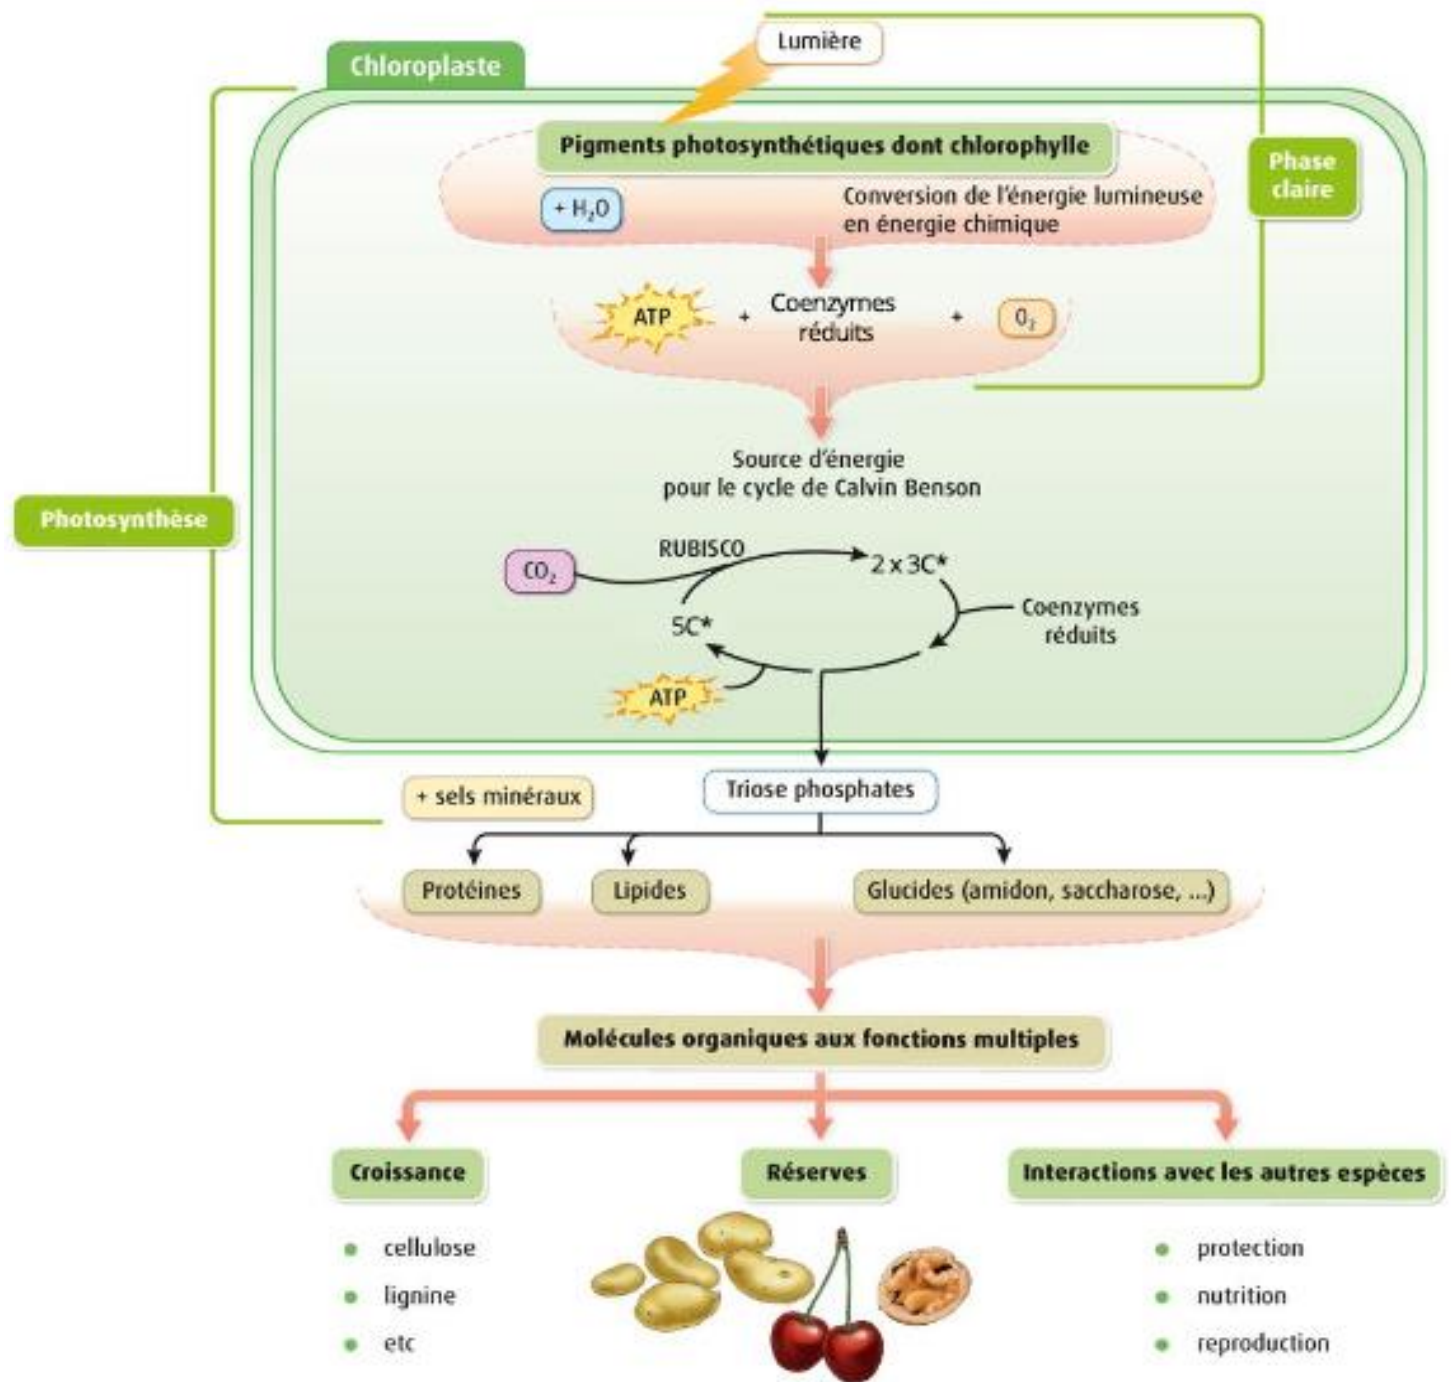 Lumière
Chloroplaste
Pigments photosynthétiques dont chlorophylle
Phase
claire
+ H₂O
Conversion de l'énergie lumineuse
en énergie chimique
ATP + Coenzymes
réduits + O₂
Source d'énergie
pour le cycle de Calvin Benson
Photosynthèse
RUBISCO
CO₂
2 x 3C*
5C*
Coenzymes
réduits
ATP
+ sels minéraux
Triose phosphates
Protéines
Lipides
Glucides (amidon, saccharose, ...)
Molécules organiques aux fonctions multiples
Croissance
Réserves
Interactions avec les autres espèces
cellulose
lignine
etc
protection
nutrition
reproduction